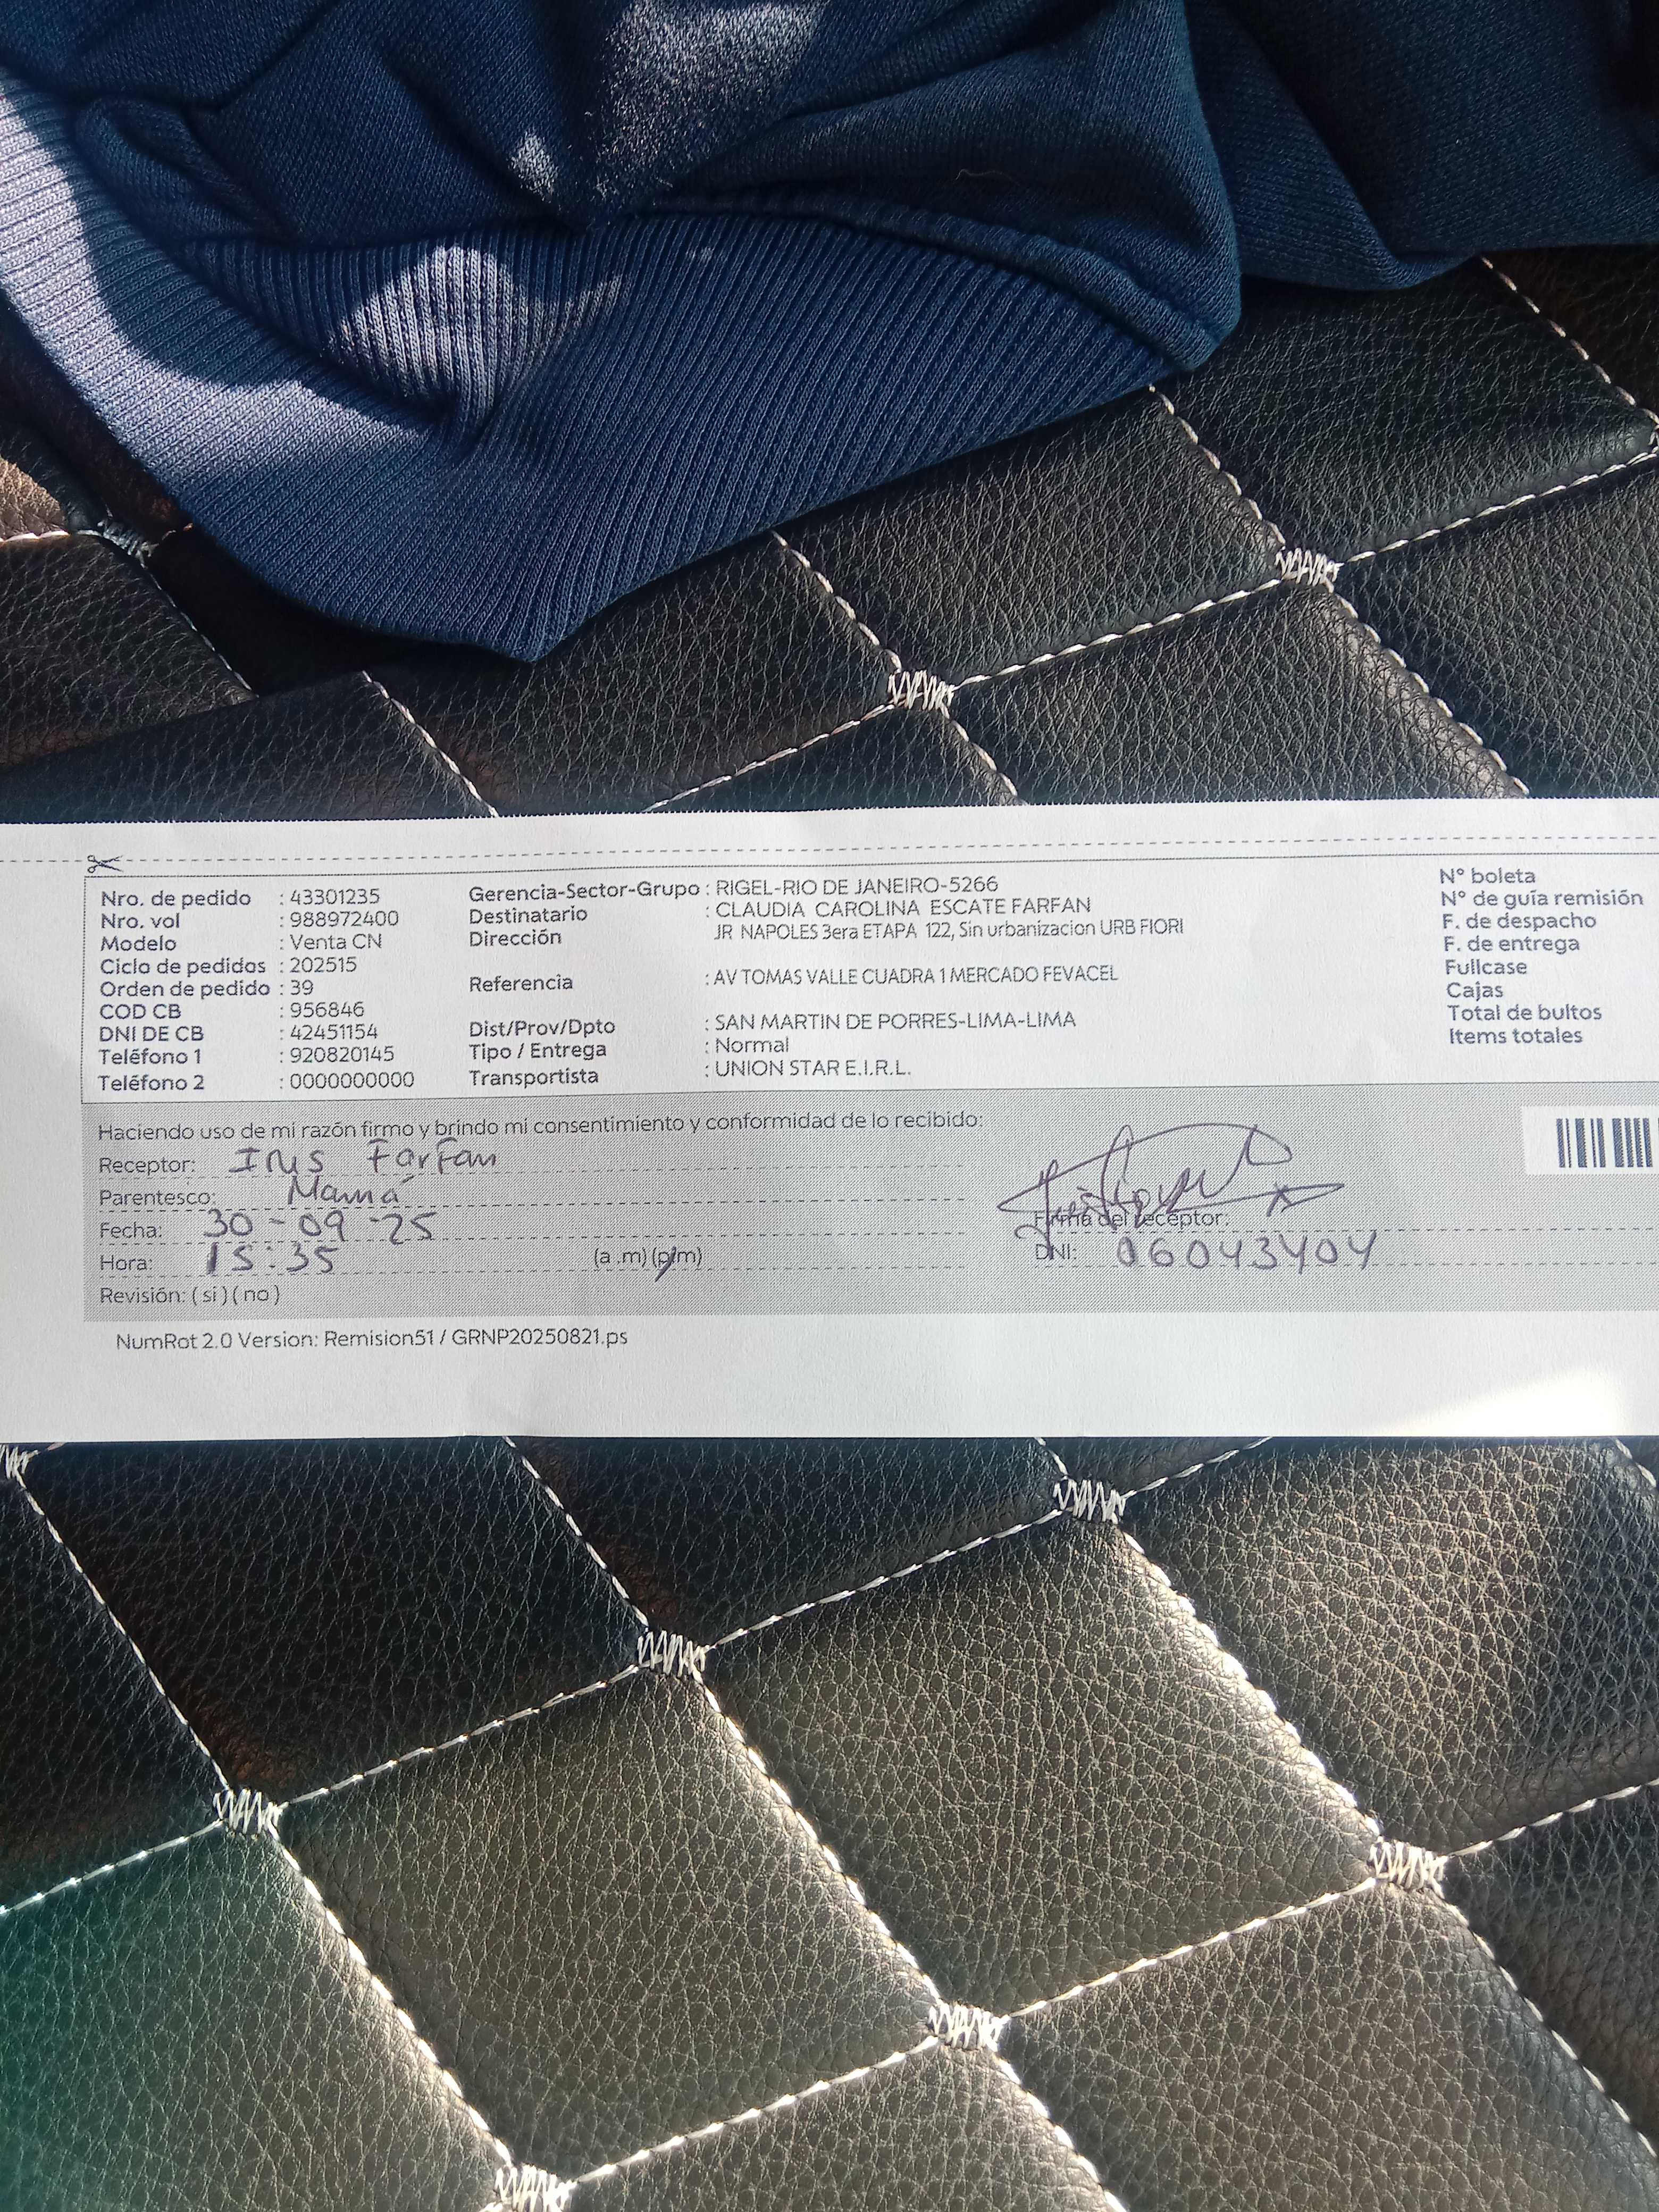 Nro. de pedido : 43301235
Nro. vol : 988972400
Modelo : Venta CN
Ciclo de pedidos : 202515
Orden de pedido : 39
COD CB : 956846
DNI DE CB : 42451154
Teléfono 1 : 920820145
Teléfono 2 : 0000000000
Gerencia-Sector-Grupo : RIGEL-RIO DE JANEIRO-5266
Destinatario : CLAUDIA CAROLINA ESCATE FARFAN
Dirección JR NAPOLES 3era ETAPA 122, Sin urbanizacion URB FIORI
Referencia : AV TOMAS VALLE CUADRA 1 MERCADO FEVACEL
Dist/Prov/Dpto : SAN MARTIN DE PORRES-LIMA-LIMA
Tipo / Entrega : Normal
Transportista : UNION STAR E.I.R.L.
N° boleta
N° de guía remisión
F. de despacho
F. de entrega
Fullcase
Cajas
Total de bultos
Items totales
Haciendo uso de mi razón firmo y brindo mi consentimiento y conformidad de lo recibido:
Receptor: Iris Farfan
Parentesco: Mamá
Fecha: 30-09-25
Hora: 15:35 (a.m) (p/m)
Revisión: ( si ) ( no )
Firma del receptor:
DNI: 06043404
NumRot 2.0 Version: Remision51 / GRNP20250821.ps